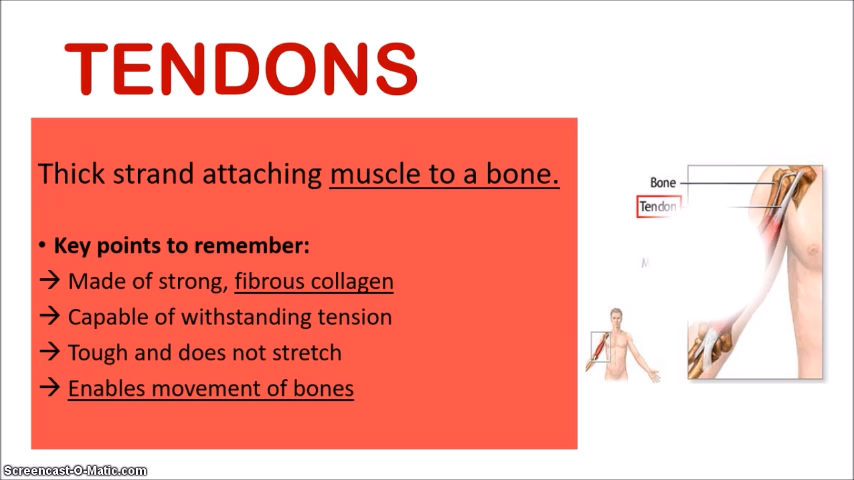 TENDONS
Thick strand attaching muscle to a bone.
• Key points to remember:
→ Made of strong, fibrous collagen
→ Capable of withstanding tension
→ Tough and does not stretch
→ Enables movement of bones
Bone
Tendon
Screencast-O-Matic.com